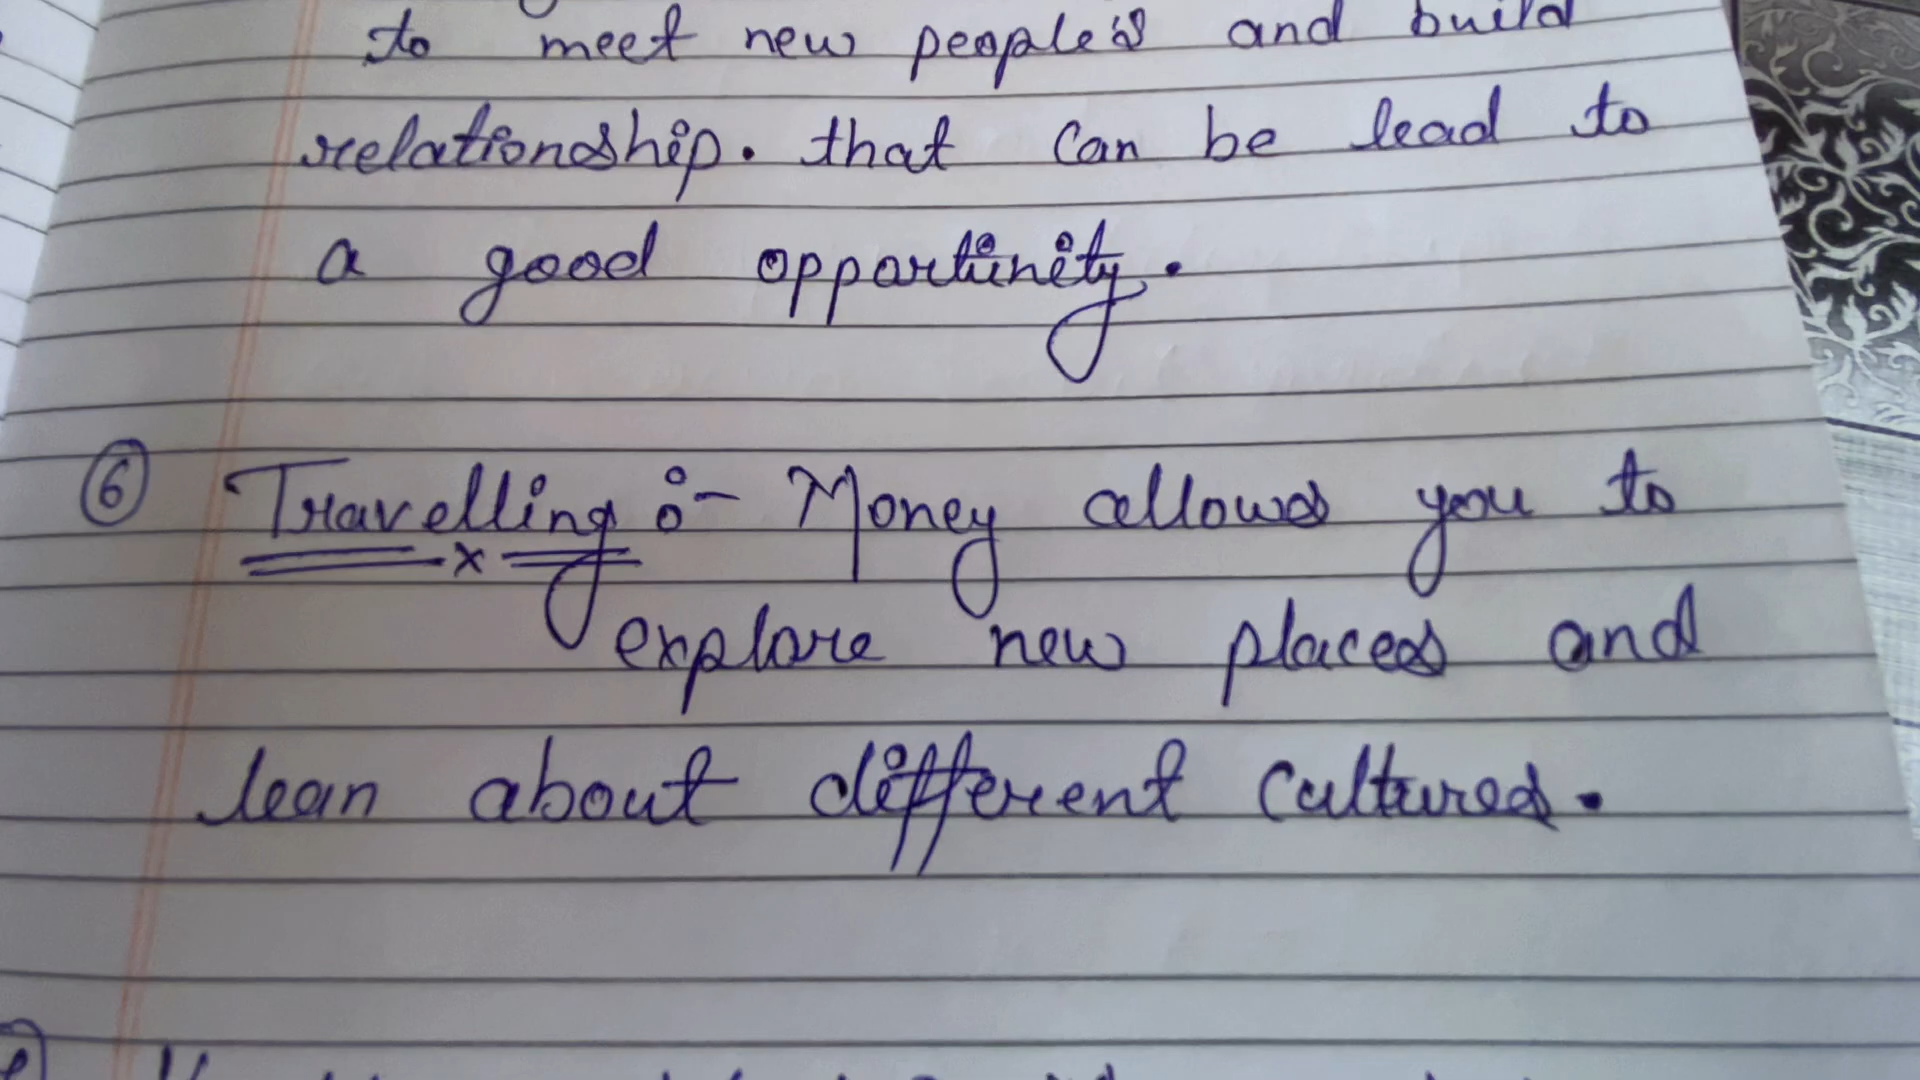 to meet new people's and build
relationship. that can be lead to
a good opportunity.
⑥ Travelling :- Money allows you to
explore new places and
lean about different cultures.